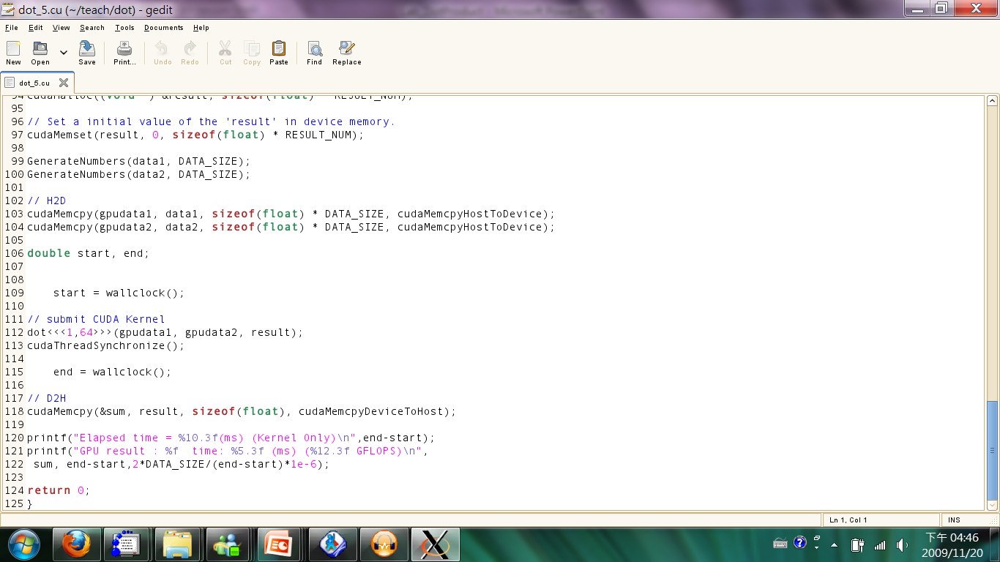 dot_5.cu (~/teach/dot) - gedit
File Edit View Search Tools Documents Help
New Open Save Print... Undo Redo Cut Copy Paste Find Replace
dot_5.cu
94 cudaMalloc((void**) &result, sizeof(float) * RESULT_NUM);
95
96 // Set a initial value of the 'result' in device memory.
97 cudaMemset(result, 0, sizeof(float) * RESULT_NUM);
98
99 GenerateNumbers(data1, DATA_SIZE);
100 GenerateNumbers(data2, DATA_SIZE);
101
102 // H2D
103 cudaMemcpy(gpudata1, data1, sizeof(float) * DATA_SIZE, cudaMemcpyHostToDevice);
104 cudaMemcpy(gpudata2, data2, sizeof(float) * DATA_SIZE, cudaMemcpyHostToDevice);
105
106 double start, end;
107
108
109     start = wallclock();
110
111 // submit CUDA Kernel
112 dot<<<1,64>>>(gpudata1, gpudata2, result);
113 cudaThreadSynchronize();
114
115     end = wallclock();
116
117 // D2H
118 cudaMemcpy(&sum, result, sizeof(float), cudaMemcpyDeviceToHost);
119
120 printf("Elapsed time = %10.3f(ms) (Kernel Only)\n",end-start);
121 printf("GPU result : %f  time: %5.3f (ms) (%12.3f GFLOPS)\n",
122  sum, end-start,2*DATA_SIZE/(end-start)*1e-6);
123
124 return 0;
125 }
Ln 1, Col 1 INS
下午 04:46
2009/11/20